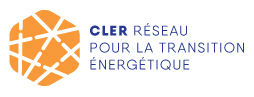 CLER RÉSEAU
POUR LA TRANSITION
ÉNERGÉTIQUE